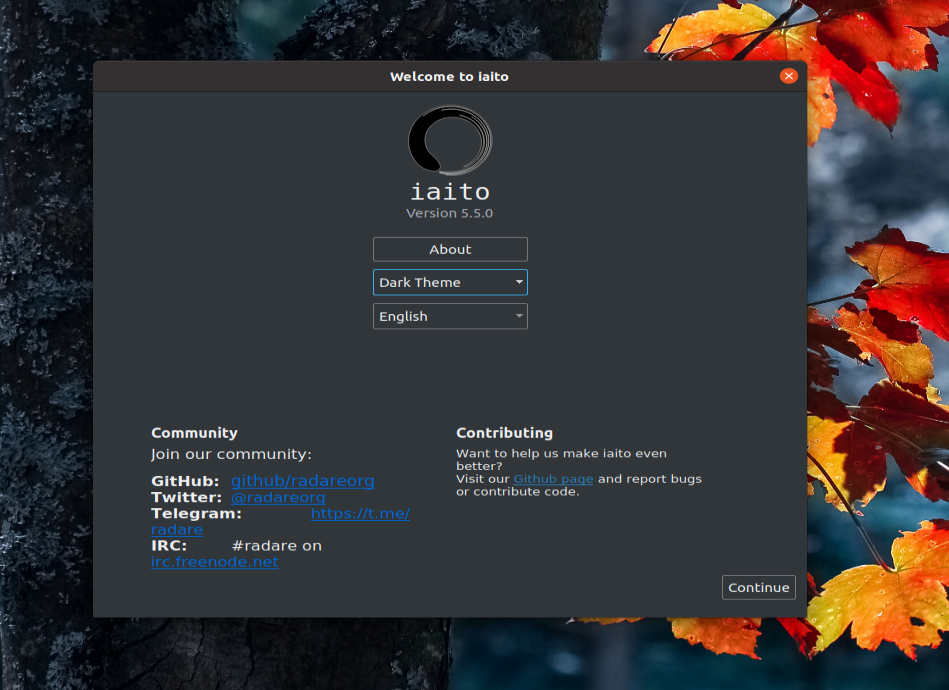 Welcome to iaito
iaito
Version 5.5.0
About
Dark Theme
English
Community
Join our community:
GitHub: github/radareorg
Twitter: @radareorg
Telegram: https://t.me/
radare
IRC: #radare on
irc.freenode.net
Contributing
Want to help us make iaito even
better?
Visit our Github page and report bugs
or contribute code.
Continue